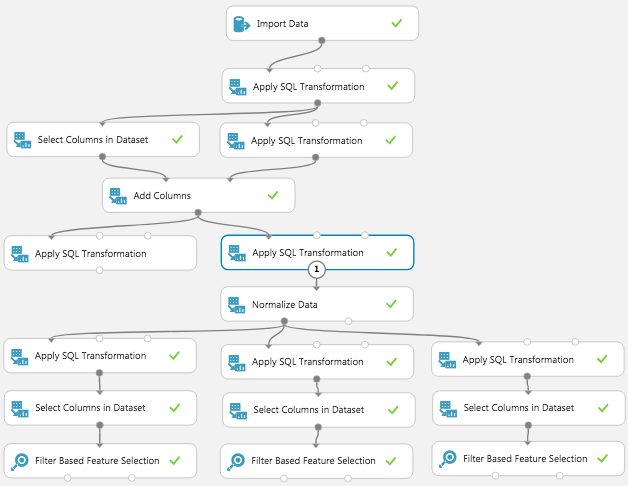 Import Data
Apply SQL Transformation
Select Columns in Dataset
Apply SQL Transformation
Add Columns
Apply SQL Transformation
Apply SQL Transformation
1
Normalize Data
Apply SQL Transformation
Apply SQL Transformation
Apply SQL Transformation
Select Columns in Dataset
Select Columns in Dataset
Select Columns in Dataset
Filter Based Feature Selection
Filter Based Feature Selection
Filter Based Feature Selection